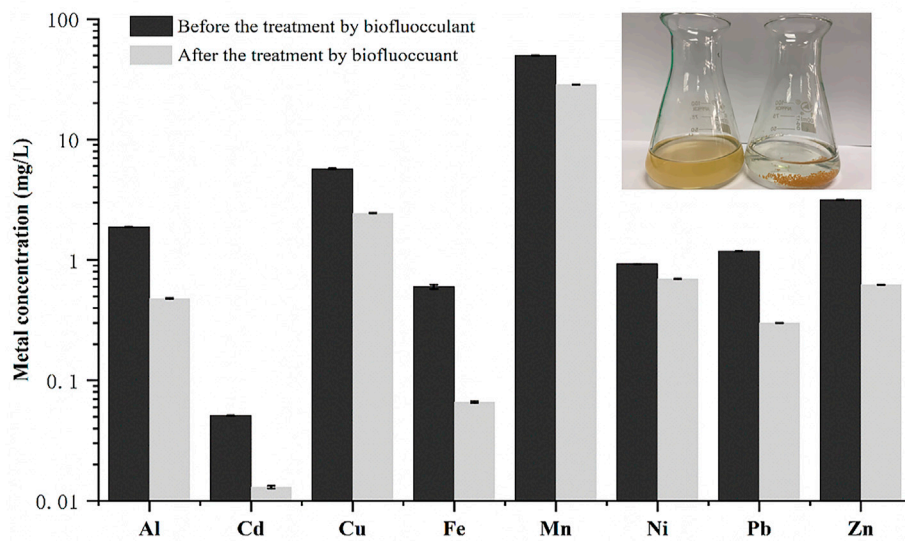 100
10
1
0.1
0.01
Metal concentration (mg/L)
Before the treatment by biofluocculant
After the treatment by biofluoccuant
Al Cd Cu Fe Mn Ni Pb Zn